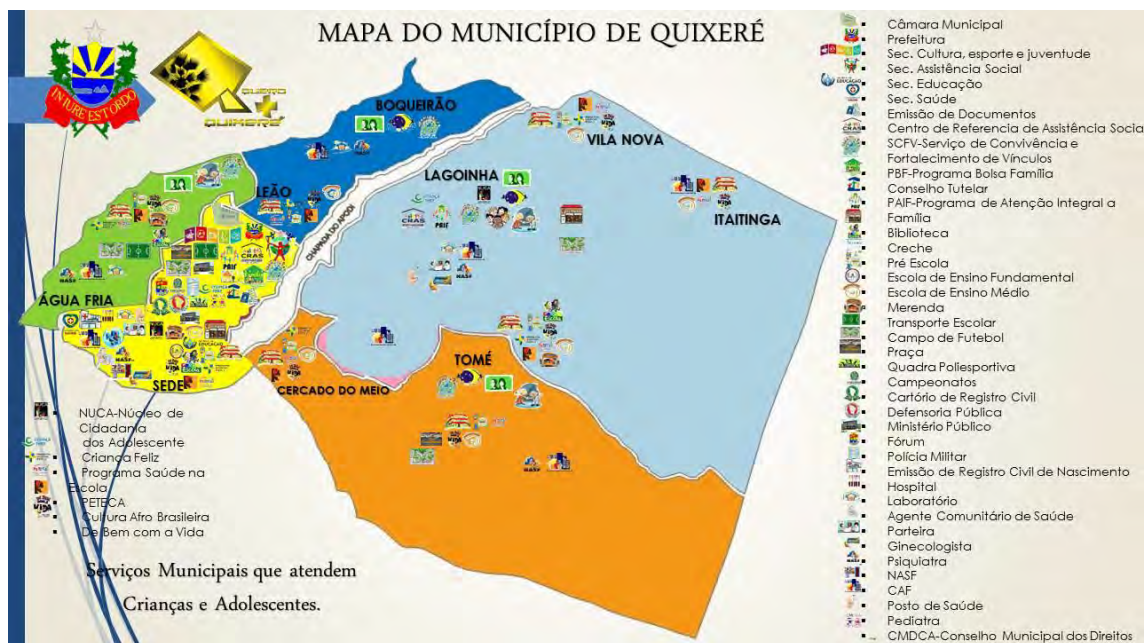 MAPA DO MUNICÍPIO DE QUIXERÉ
IN IURE EST ORDO
QUERO
+
QUIXERÉ
BOQUEIRÃO
VILA NOVA
LAGOINHA
LEÃO
ITAITINGA
CHAPADA DO APODI
ÁGUA FRIA
TOMÉ
SEDE
CERCADO DO MEIO
NUCA-Núcleo de
Cidadania
dos Adolescente
Criança Feliz
Programa Saúde na
Escola
PETECA
Cultura Afro Brasileira
De Bem com a Vida
Serviços Municipais que atendem
Crianças e Adolescentes.
Câmara Municipal
Prefeitura
Sec. Cultura, esporte e juventude
Sec. Assistência Social
Sec. Educação
Sec. Saúde
Emissão de Documentos
Centro de Referencia de Assistência Socia
SCFV-Serviço de Convivência e
Fortalecimento de Vínculos
PBF-Programa Bolsa Família
Conselho Tutelar
PAIF-Programa de Atenção Integral a
Família
Biblioteca
Creche
Pré Escola
Escola de Ensino Fundamental
Escola de Ensino Médio
Merenda
Transporte Escolar
Campo de Futebol
Praça
Quadra Poliesportiva
Campeonatos
Cartório de Registro Civil
Defensoria Pública
Ministério Público
Fórum
Polícia Militar
Emissão de Registro Civil de Nascimento
Hospital
Laboratório
Agente Comunitário de Saúde
Parteira
Ginecologista
Psiquiatra
NASF
CAF
Posto de Saúde
Pediatra
CMDCA-Conselho Municipal dos Direitos